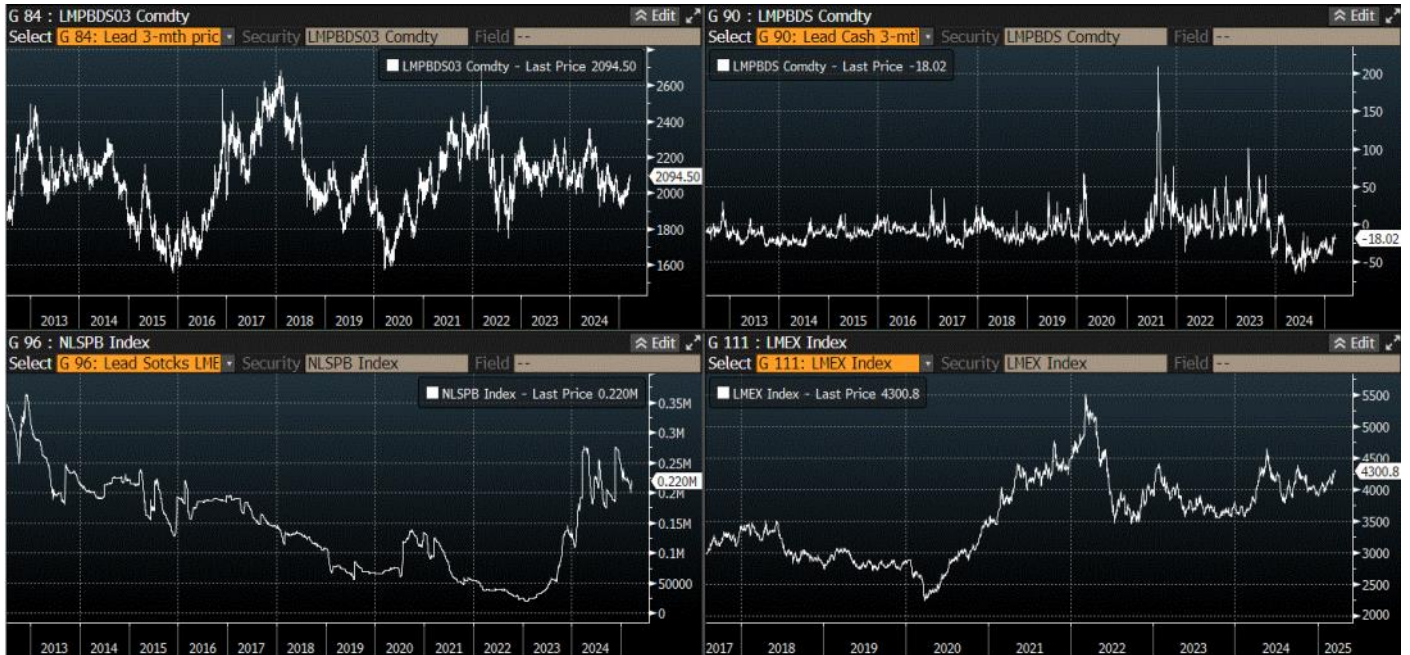 G 84 : LMPBDS03 Comdty
Edit
Select G 84: Lead 3-mth pric Security LMPBDS03 Comdty Field --
LMPBDS03 Comdty - Last Price 2094.50
2600
2400
2200
2094.50
2000
1800
1600
2013 2014 2015 2016 2017 2018 2019 2020 2021 2022 2023 2024
G 90 : LMPBDS Comdty
Edit
Select G 90: Lead Cash 3-mtl Security LMPBDS Comdty Field --
LMPBDS Comdty - Last Price -18.02
200
150
100
50
0
-18.02
-50
2013 2014 2015 2016 2017 2018 2019 2020 2021 2022 2023 2024
G 96 : NLSPB Index
Edit
Select G 96: Lead Sotcks LME Security NLSPB Index Field --
NLSPB Index - Last Price 0.220M
0.35M
0.3M
0.25M
0.220M
0.2M
0.15M
0.1M
50000
0
2013 2014 2015 2016 2017 2018 2019 2020 2021 2022 2023 2024
G 111 : LMEX Index
Edit
Select G 111: LMEX Index Security LMEX Index Field --
LMEX Index - Last Price 4300.8
5500
5000
4500
4300.8
4000
3500
3000
2500
2000
2017 2018 2019 2020 2021 2022 2023 2024 2025